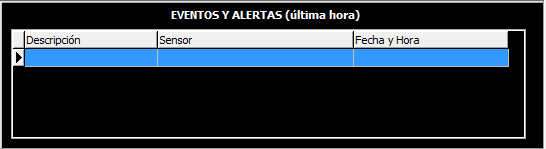 EVENTOS Y ALERTAS (última hora)
Descripción Sensor Fecha y Hora